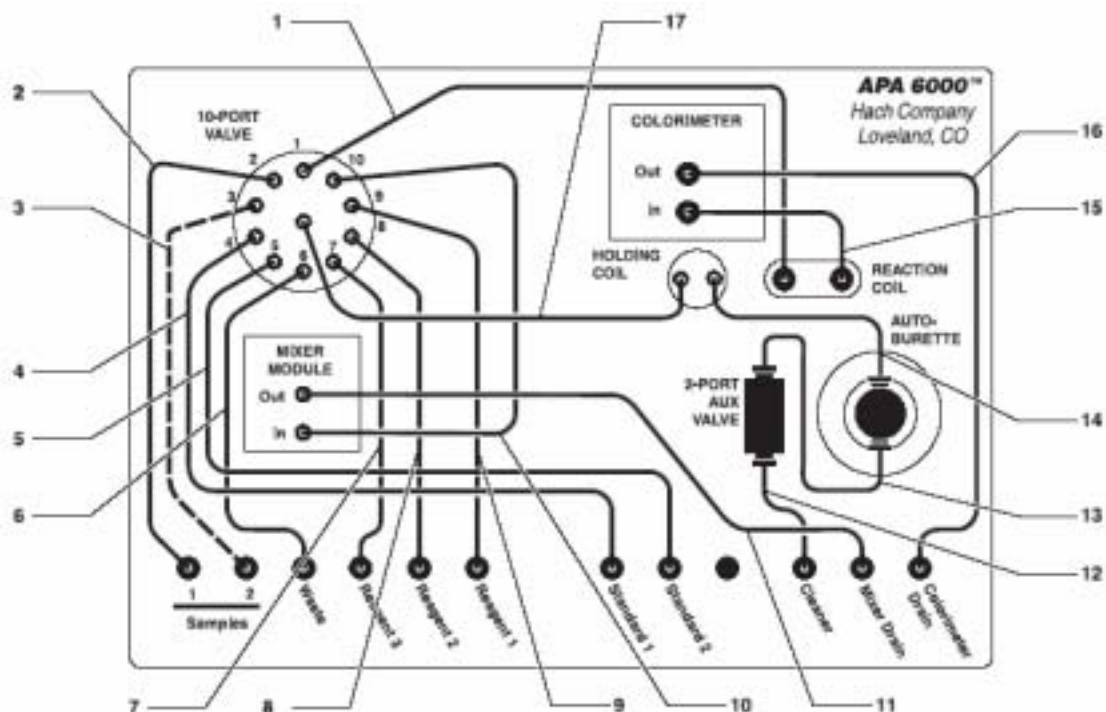 1
17
2
APA 6000™
Hach Company
Loveland, CO
10-PORT
VALVE
COLORIMETER
16
1
2
10
Out
3
3
9
In
15
4
8
5
6
7
HOLDING
COIL
REACTION
COIL
AUTO-
BURETTE
4
MIXER
MODULE
2-PORT
AUX
VALVE
Out
14
5
In
6
13
12
1
2
Samples
Waste
Reagent 3
Reagent 2
Reagent 1
Standard 1
Standard 2
Cleaner
Mixer Drain
Colorimeter
Drain
7
8
9
10
11